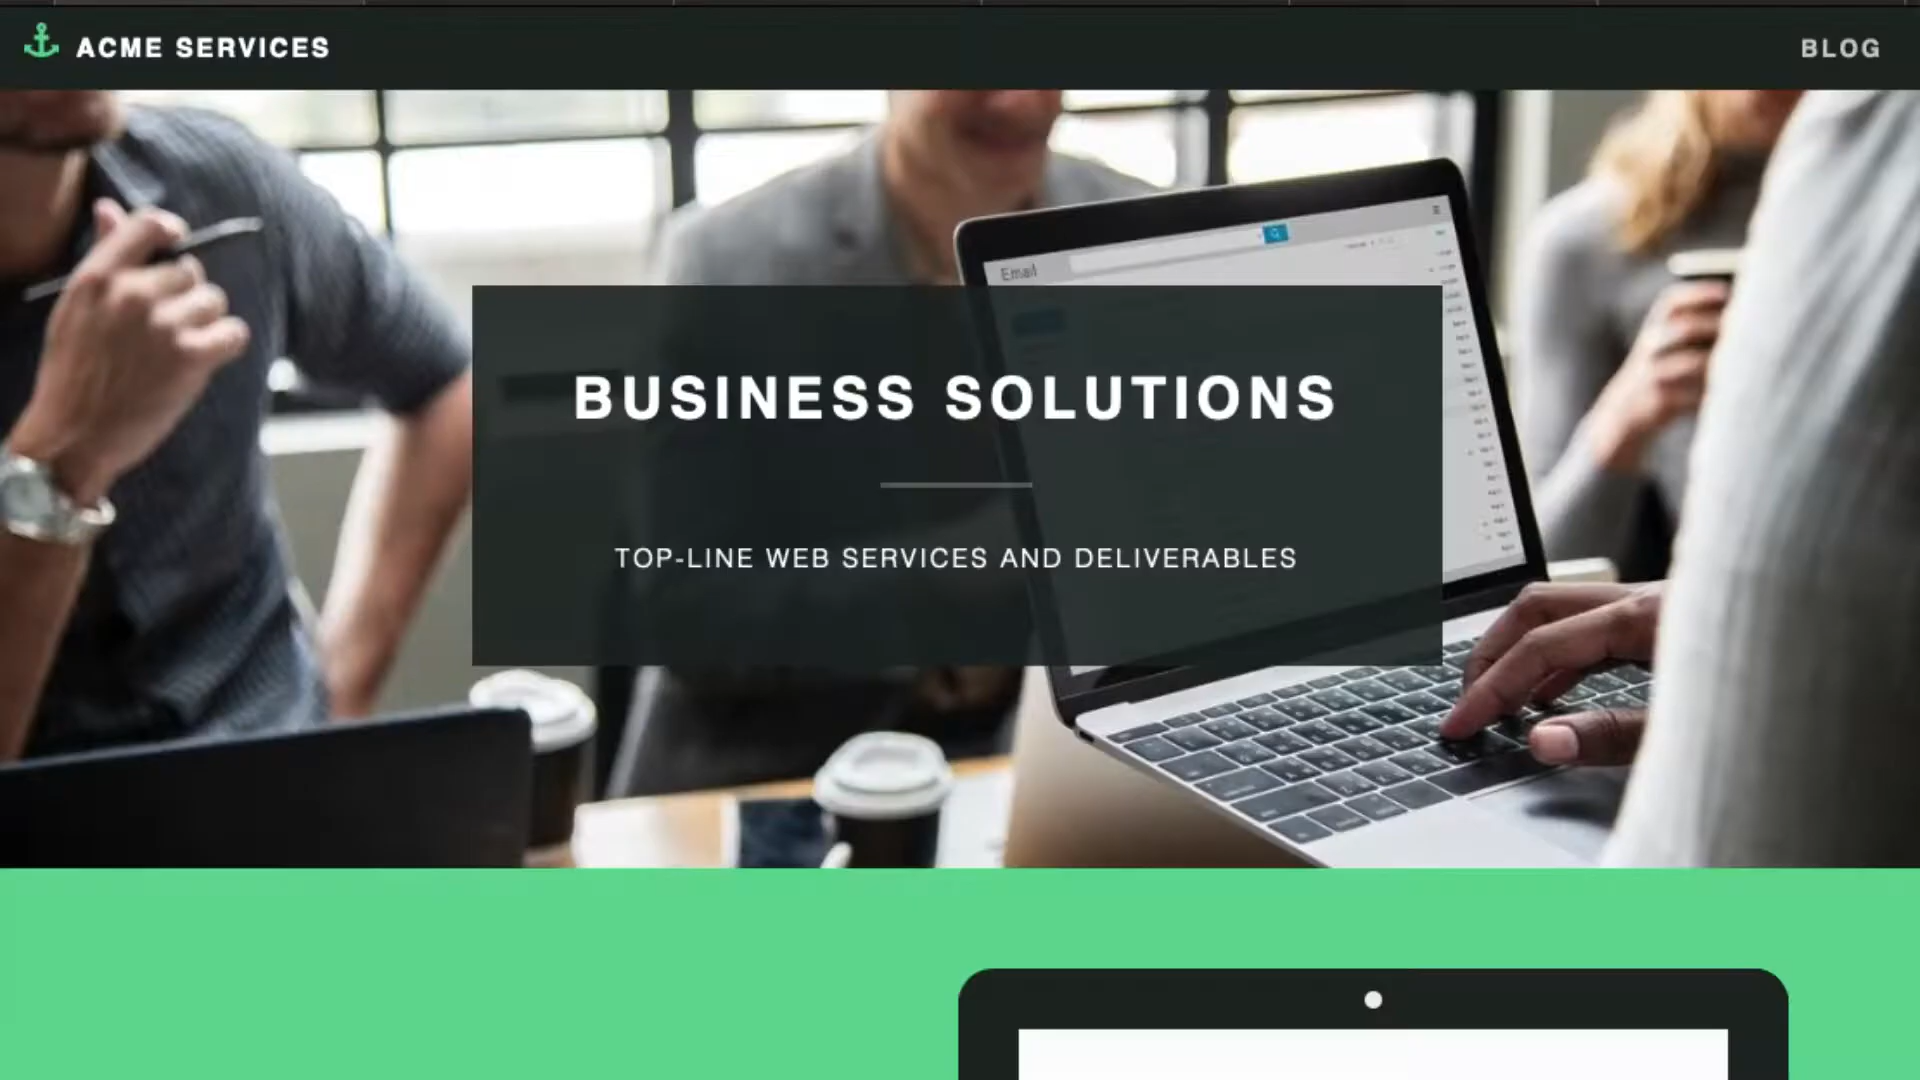 ACME SERVICES
BLOG
Email
BUSINESS SOLUTIONS
TOP-LINE WEB SERVICES AND DELIVERABLES